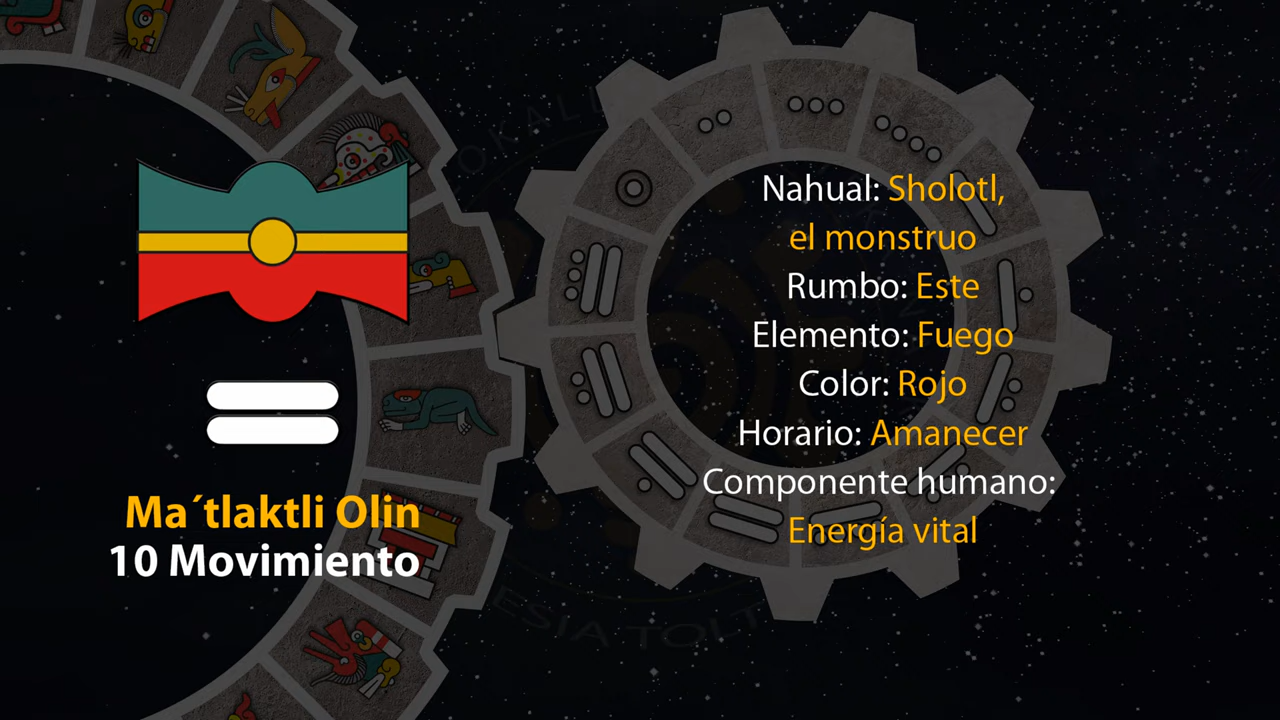 Ma´tlaktli Olin
10 Movimiento
Nahual: Sholotl,
el monstruo
Rumbo: Este
Elemento: Fuego
Color: Rojo
Horario: Amanecer
Componente humano:
Energía vital